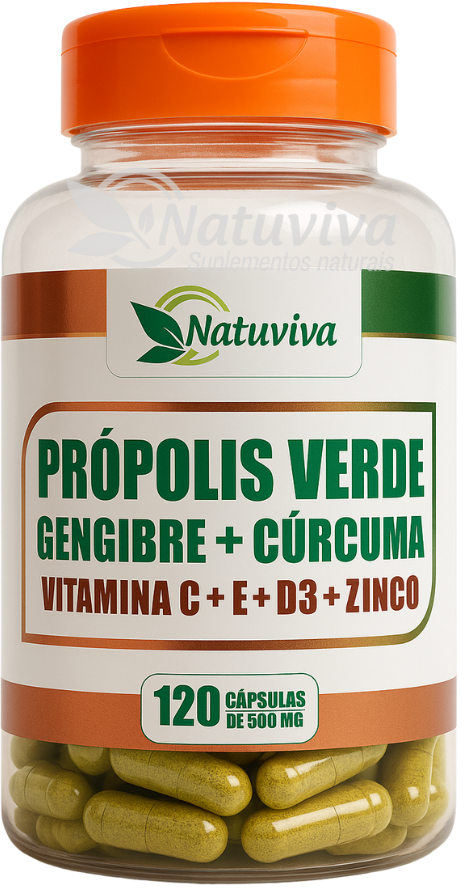 Natuviva
Suplementos naturais
Natuviva
PRÓPOLIS VERDE
GENGIBRE + CÚRCUMA
VITAMINA C + E + D3 + ZINCO
120 CÁPSULAS
DE 500 MG